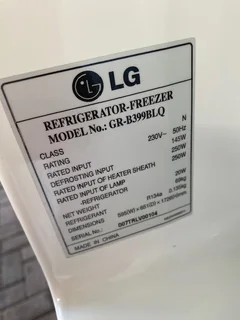 LG
REFRIGERATOR-FREEZER
MODEL No.: GR-B399BLQ
CLASS N
RATING 230V~ 50Hz
RATED INPUT 145W
DEFROSTING INPUT 250W
RATED INPUT OF HEATER SHEATH 250W
RATED INPUT OF LAMP 20W
-REFRIGERATOR
NET WEIGHT
REFRIGERANT R134a
DIMENSIONS
SERIAL No.:
MADE IN CHINA